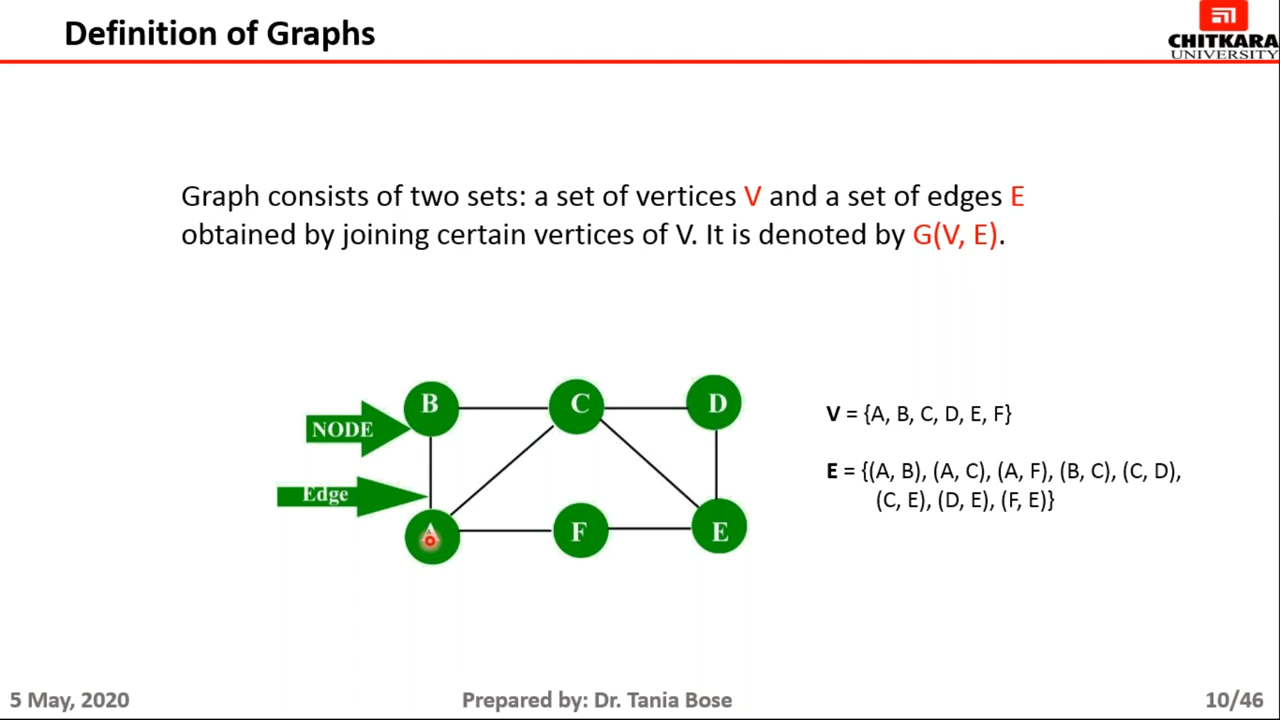 Definition of Graphs
CHITKARA
UNIVERSITY
Graph consists of two sets: a set of vertices V and a set of edges E
obtained by joining certain vertices of V. It is denoted by G(V, E).
B
C
D
NODE
V = {A, B, C, D, E, F}
E = {(A, B), (A, C), (A, F), (B, C), (C, D),
(C, E), (D, E), (F, E)}
Edge
A
F
E
5 May, 2020
Prepared by: Dr. Tania Bose
10/46